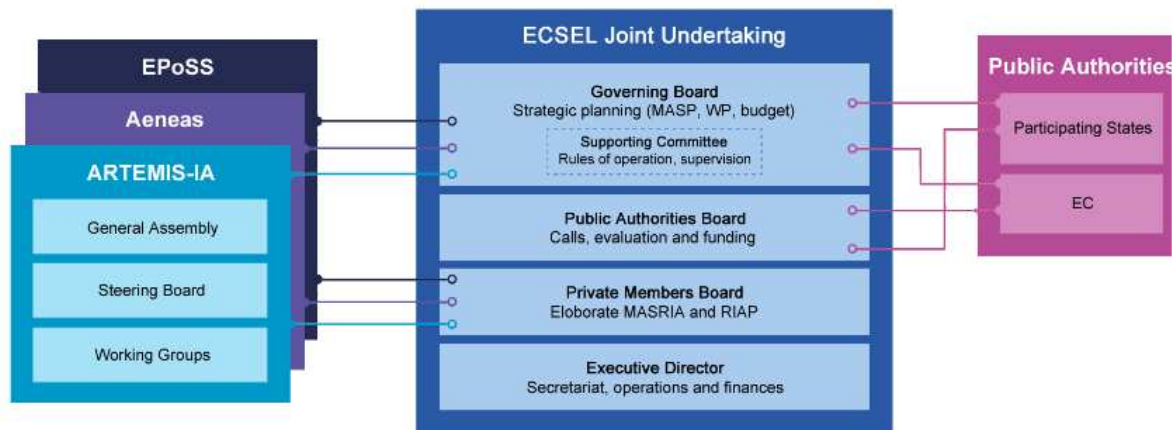 EPoSS
Aeneas
ARTEMIS-IA
General Assembly
Steering Board
Working Groups
ECSEL Joint Undertaking
Governing Board
Strategic planning (MASP, WP, budget)
Supporting Committee
Rules of operation, supervision
Public Authorities Board
Calls, evaluation and funding
Private Members Board
Eloborate MASRIA and RIAP
Executive Director
Secretariat, operations and finances
Public Authorities
Participating States
EC